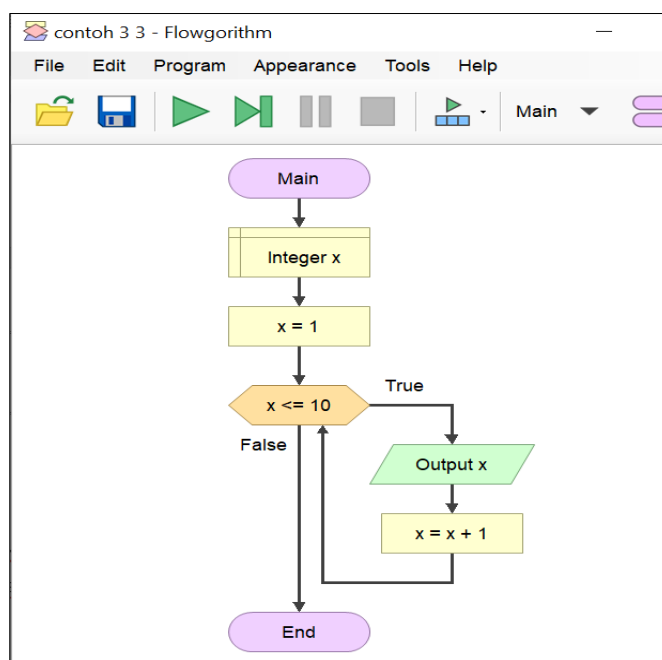 contoh 3 3 - Flowgorithm
File Edit Program Appearance Tools Help
Main
Main
Integer x
x = 1
x <= 10
True
False
Output x
x = x + 1
End